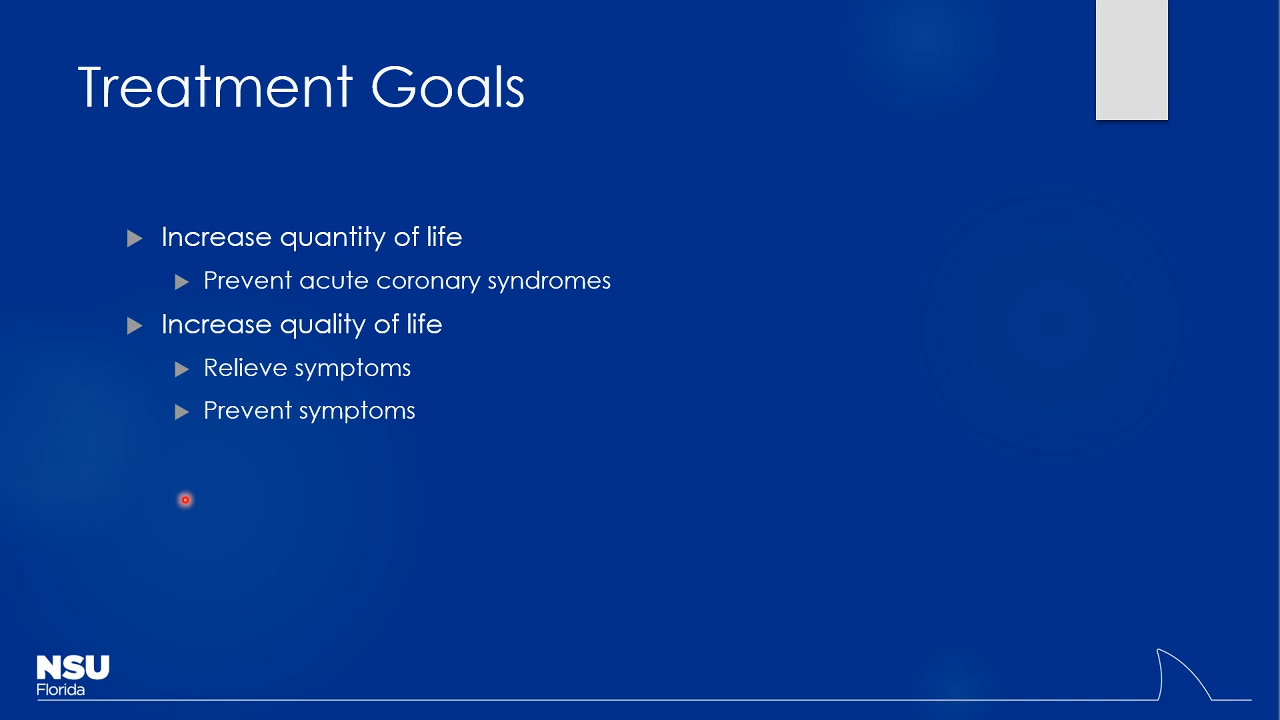 Treatment Goals
Increase quantity of life
Prevent acute coronary syndromes
Increase quality of life
Relieve symptoms
Prevent symptoms
NSU
Florida